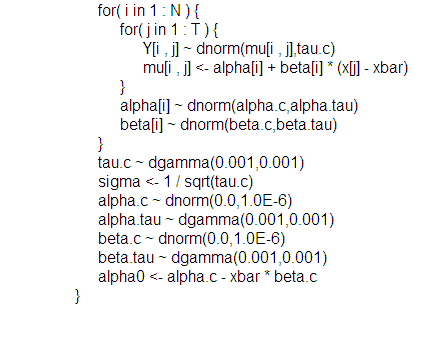 for( i in 1 : N ) {
for( j in 1 : T ) {
Y[i , j] ~ dnorm(mu[i , j],tau.c)
mu[i , j] <- alpha[i] + beta[i] * (x[j] - xbar)
}
alpha[i] ~ dnorm(alpha.c,alpha.tau)
beta[i] ~ dnorm(beta.c,beta.tau)
}
tau.c ~ dgamma(0.001,0.001)
sigma <- 1 / sqrt(tau.c)
alpha.c ~ dnorm(0.0,1.0E-6)
alpha.tau ~ dgamma(0.001,0.001)
beta.c ~ dnorm(0.0,1.0E-6)
beta.tau ~ dgamma(0.001,0.001)
alpha0 <- alpha.c - xbar * beta.c
}